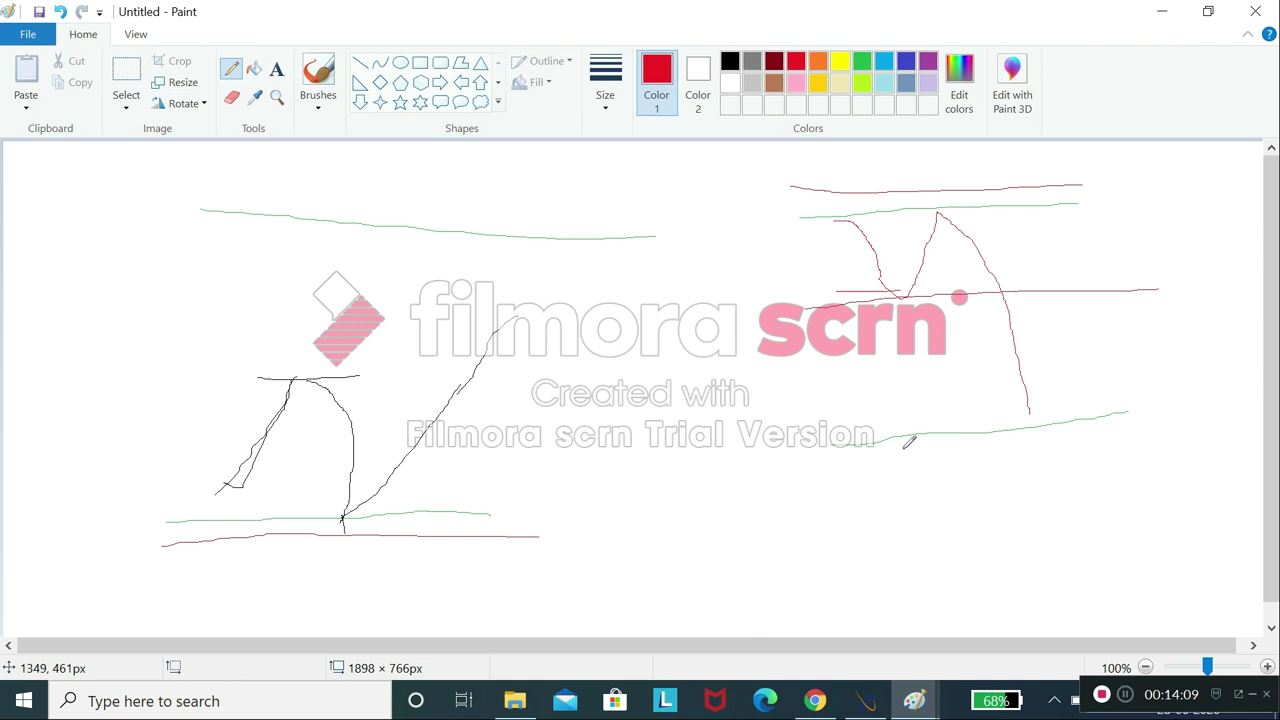 Untitled - Paint
File
Home
View
Paste
Cut
Copy
Clipboard
Select
Crop
Resize
Rotate
Image
A
Tools
Brushes
Outline
Fill
Shapes
Size
Color 1
Color 2
Edit colors
Edit with Paint 3D
Colors
filmora scrn
Created with
Filmora scrn Trial Version
1349, 461px
1898 × 766px
100%
Type here to search
L
68%
00:14:09